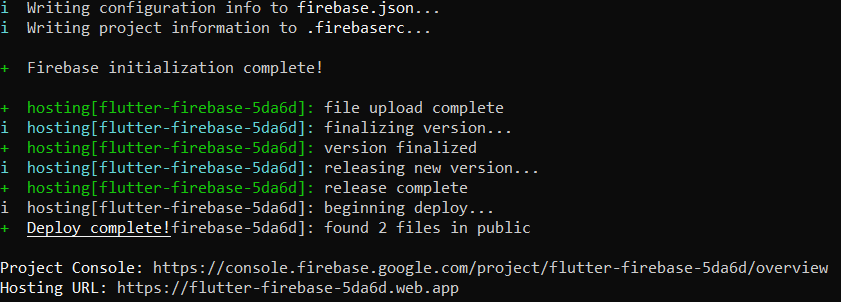 i  Writing configuration info to firebase.json...
i  Writing project information to .firebaserc...
+  Firebase initialization complete!
+  hosting[flutter-firebase-5da6d]: file upload complete
i  hosting[flutter-firebase-5da6d]: finalizing version...
+  hosting[flutter-firebase-5da6d]: version finalized
i  hosting[flutter-firebase-5da6d]: releasing new version...
+  hosting[flutter-firebase-5da6d]: release complete
i  hosting[flutter-firebase-5da6d]: beginning deploy...
+  Deploy complete!firebase-5da6d]: found 2 files in public
Project Console: https://console.firebase.google.com/project/flutter-firebase-5da6d/overview
Hosting URL: https://flutter-firebase-5da6d.web.app